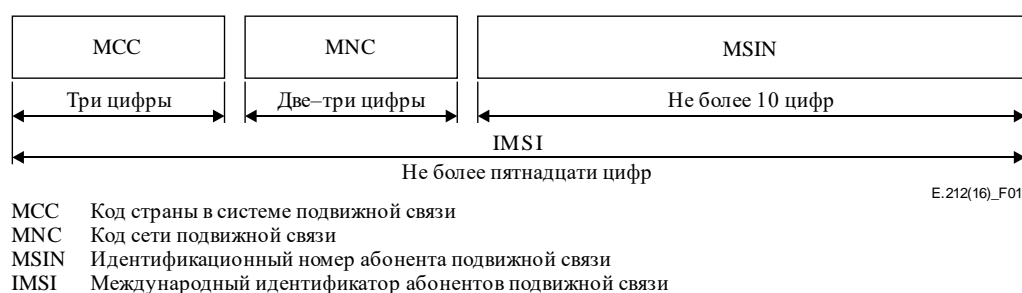 MCC MNC MSIN
Три цифры Две–три цифры Не более 10 цифр
IMSI
Не более пятнадцати цифр
E.212(16)_F01
MCC Код страны в системе подвижной связи
MNC Код сети подвижной связи
MSIN Идентификационный номер абонента подвижной связи
IMSI Международный идентификатор абонентов подвижной связи